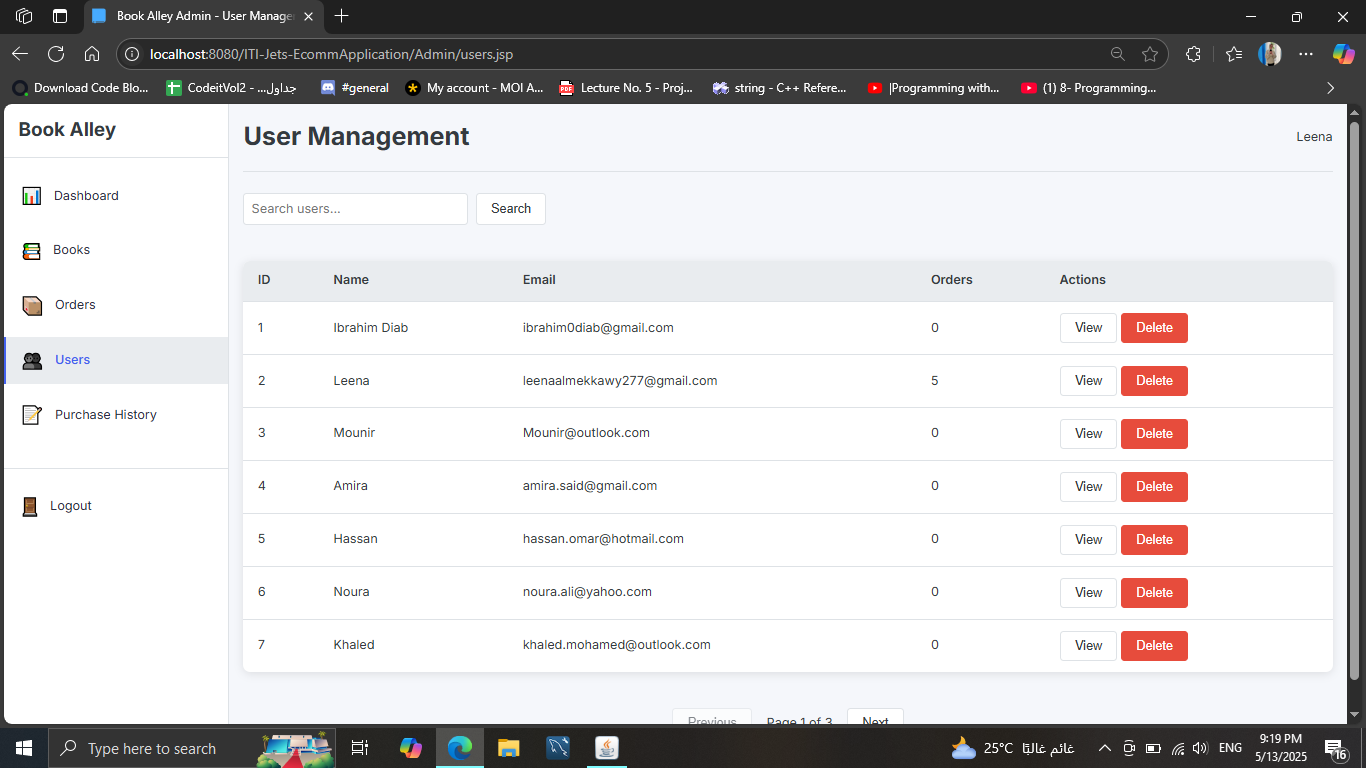 Book Alley Admin - User Manage
localhost:8080/ITI-Jets-EcommApplication/Admin/users.jsp
Download Code Blo...
CodeitVol2 - ...جداول
#general
My account - MOI A...
Lecture No. 5 - Proj...
string - C++ Refere...
|Programming with...
(1) 8- Programming...
Book Alley
User Management
Leena
Dashboard
Books
Orders
Users
Purchase History
Logout
Search users...
Search
ID Name Email Orders Actions
1 Ibrahim Diab ibrahim0diab@gmail.com 0 View Delete
2 Leena leenaalmekkawy277@gmail.com 5 View Delete
3 Mounir Mounir@outlook.com 0 View Delete
4 Amira amira.said@gmail.com 0 View Delete
5 Hassan hassan.omar@hotmail.com 0 View Delete
6 Noura noura.ali@yahoo.com 0 View Delete
7 Khaled khaled.mohamed@outlook.com 0 View Delete
Previous Page 1 of 3 Next
Type here to search
25°C غائم غالبًا
ENG
9:19 PM
5/13/2025
16